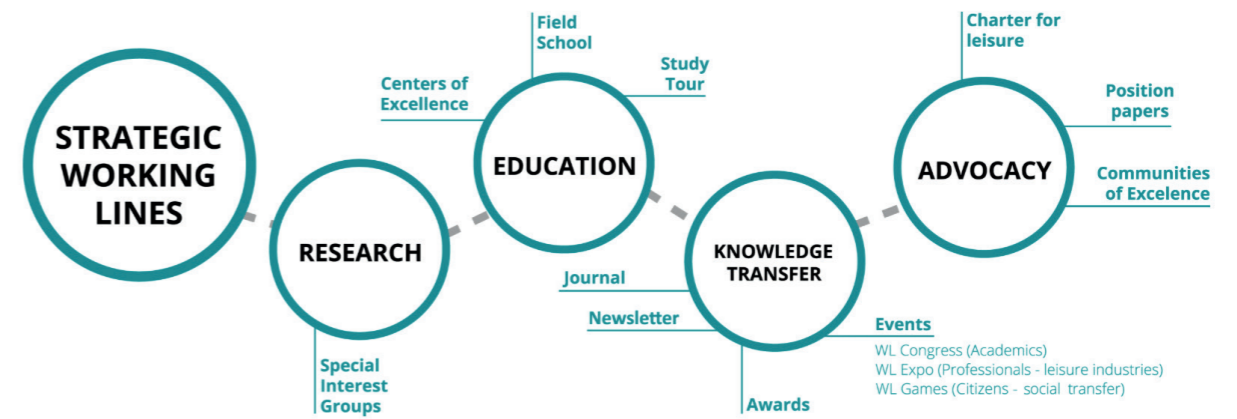 STRATEGIC
WORKING
LINES
RESEARCH
Special
Interest
Groups
Centers of
Excellence
Field
School
Study
Tour
EDUCATION
KNOWLEDGE
TRANSFER
Journal
Newsletter
Awards
Events
WL Congress (Academics)
WL Expo (Professionals - leisure industries)
WL Games (Citizens - social transfer)
Charter for
leisure
Position
papers
Communities
of Excelence
ADVOCACY